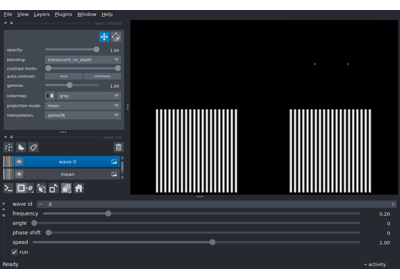 File View Layers Plugins Window Help
layer controls
opacity: 1.00
blending: translucent_no_depth
contrast limits:
auto-contrast: once continuous
gamma: 1.00
colormap: gray
projection mode: mean
interpolation: spline36
layer list
wave 0
mean
wave id 0
frequency 0.20
angle 0
phase shift 0
speed 1.00
run
Ready activity